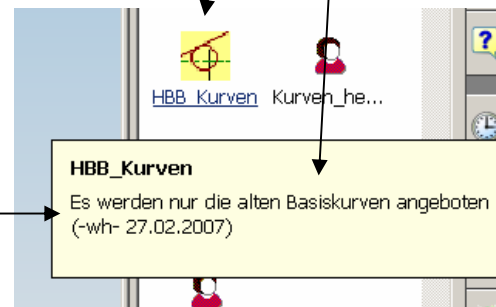 HBB_Kurven Kurven_he...
HBB_Kurven
Es werden nur die alten Basiskurven angeboten
(-wh- 27.02.2007)